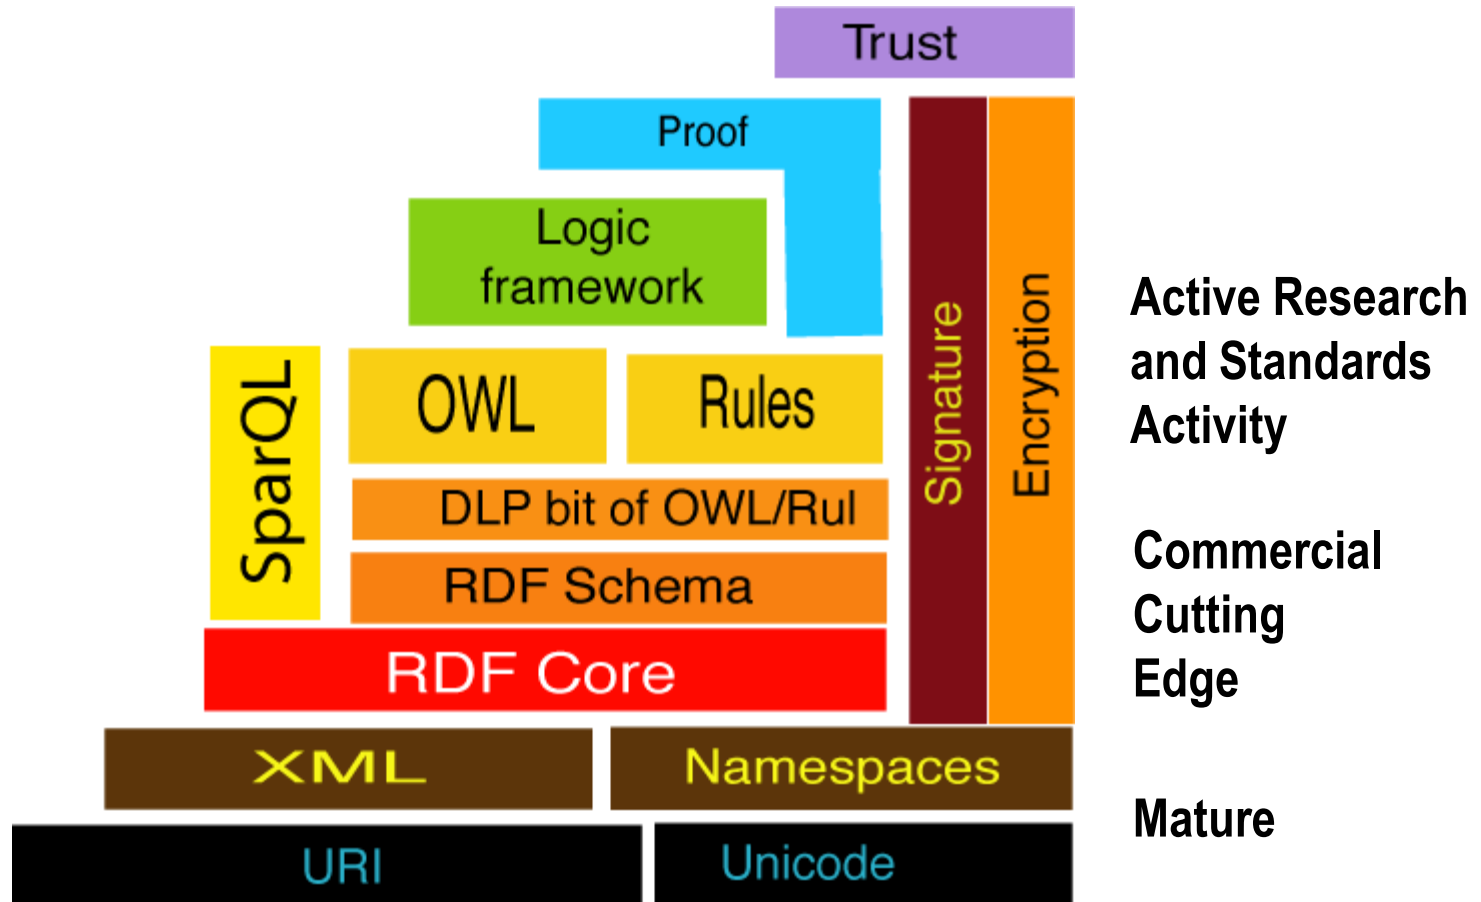 Trust
Proof
Logic
framework
SparQL
OWL
Rules
Signature
Encryption
DLP bit of OWL/Rul
RDF Schema
RDF Core
XML
Namespaces
URI
Unicode
Active Research
and Standards
Activity
Commercial
Cutting
Edge
Mature